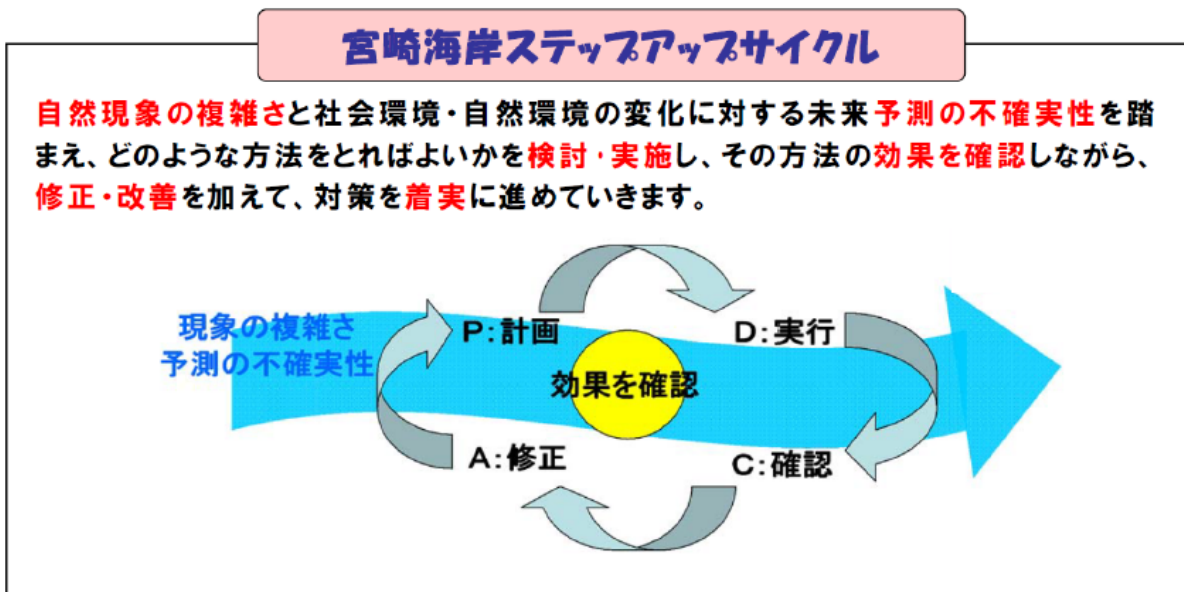 宮崎海岸ステップアップサイクル
自然現象の複雑さと社会環境・自然環境の変化に対する未来予測の不確実性を踏
まえ、どのような方法をとればよいかを検討・実施し、その方法の効果を確認しながら、
修正・改善を加えて、対策を着実に進めていきます。
現象の複雑さ
予測の不確実性
P:計画
D:実行
効果を確認
A:修正
C:確認